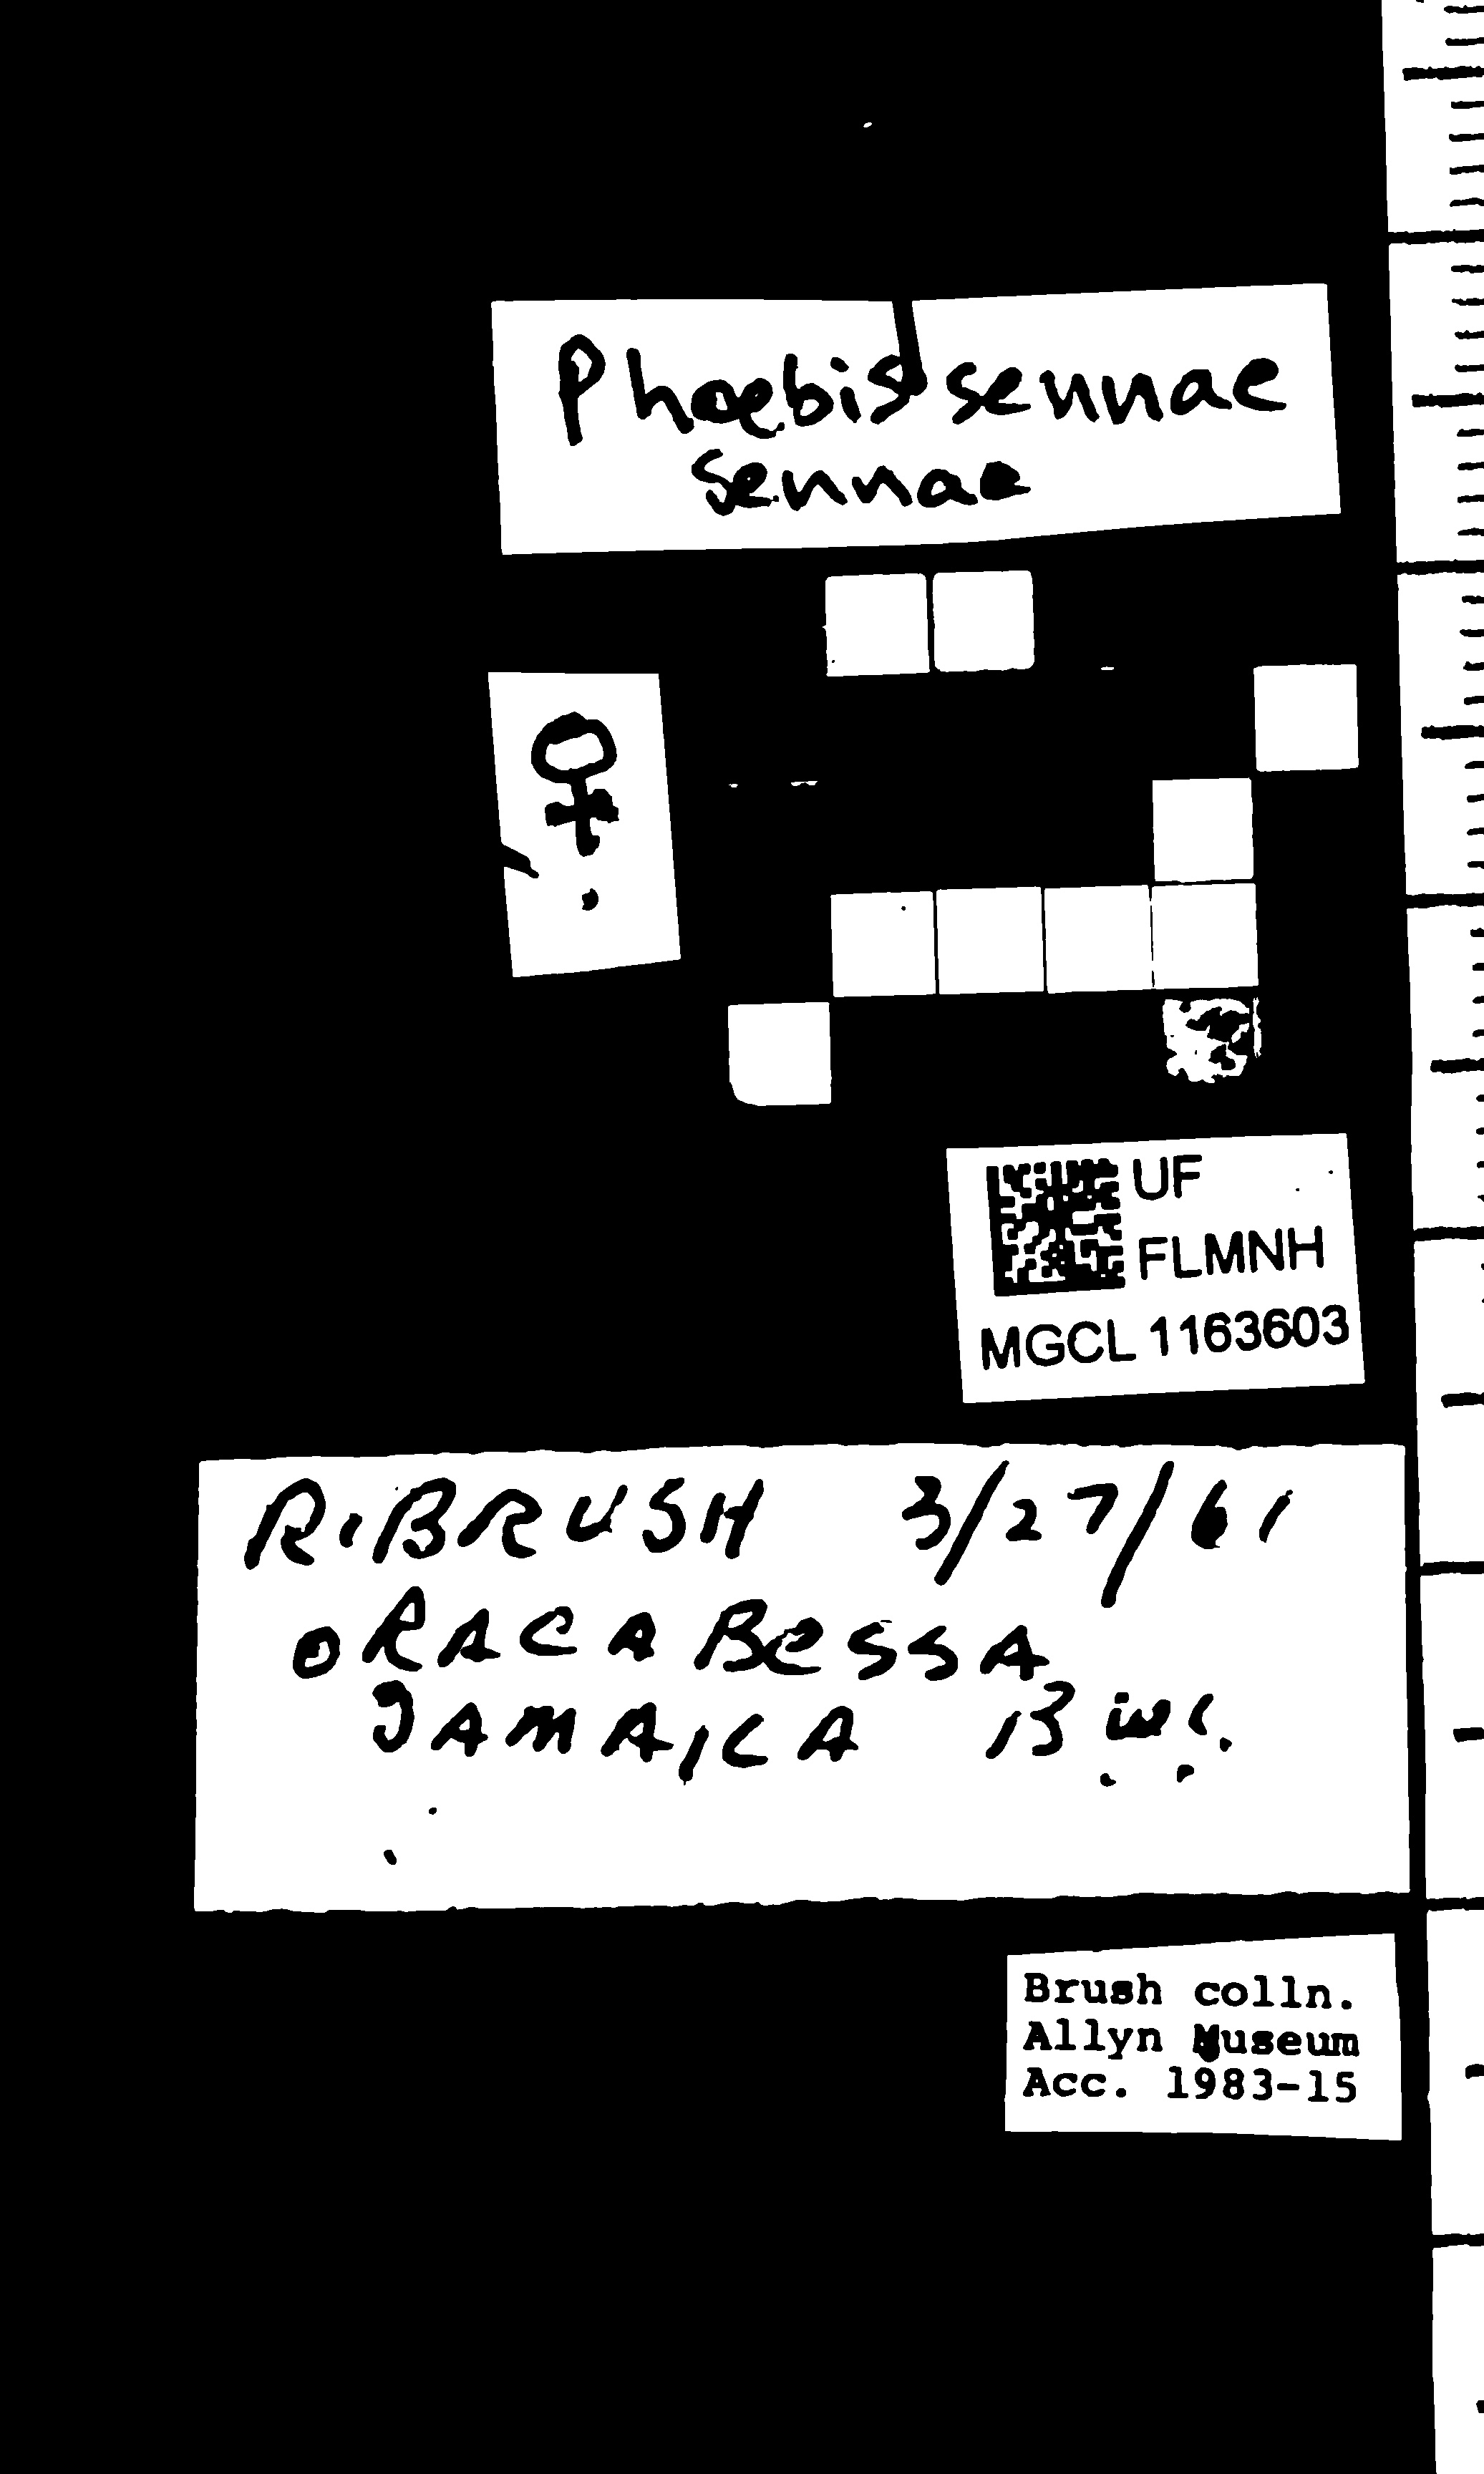 Phoebis sennae
sennae
♀
UF
FLMNH
MGCL 1163603
R. BRUSH 3/27/61
ORACABESSA
JAMAICA
Brush colln.
Allyn Museum
Acc. 1983-15